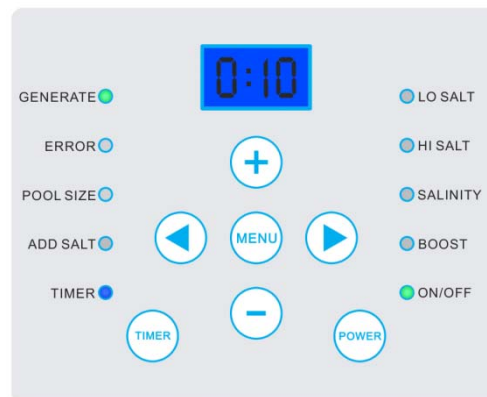 0:10
GENERATE
LO SALT
ERROR
HI SALT
POOL SIZE
SALINITY
ADD SALT
MENU
BOOST
TIMER
ON/OFF
TIMER
POWER